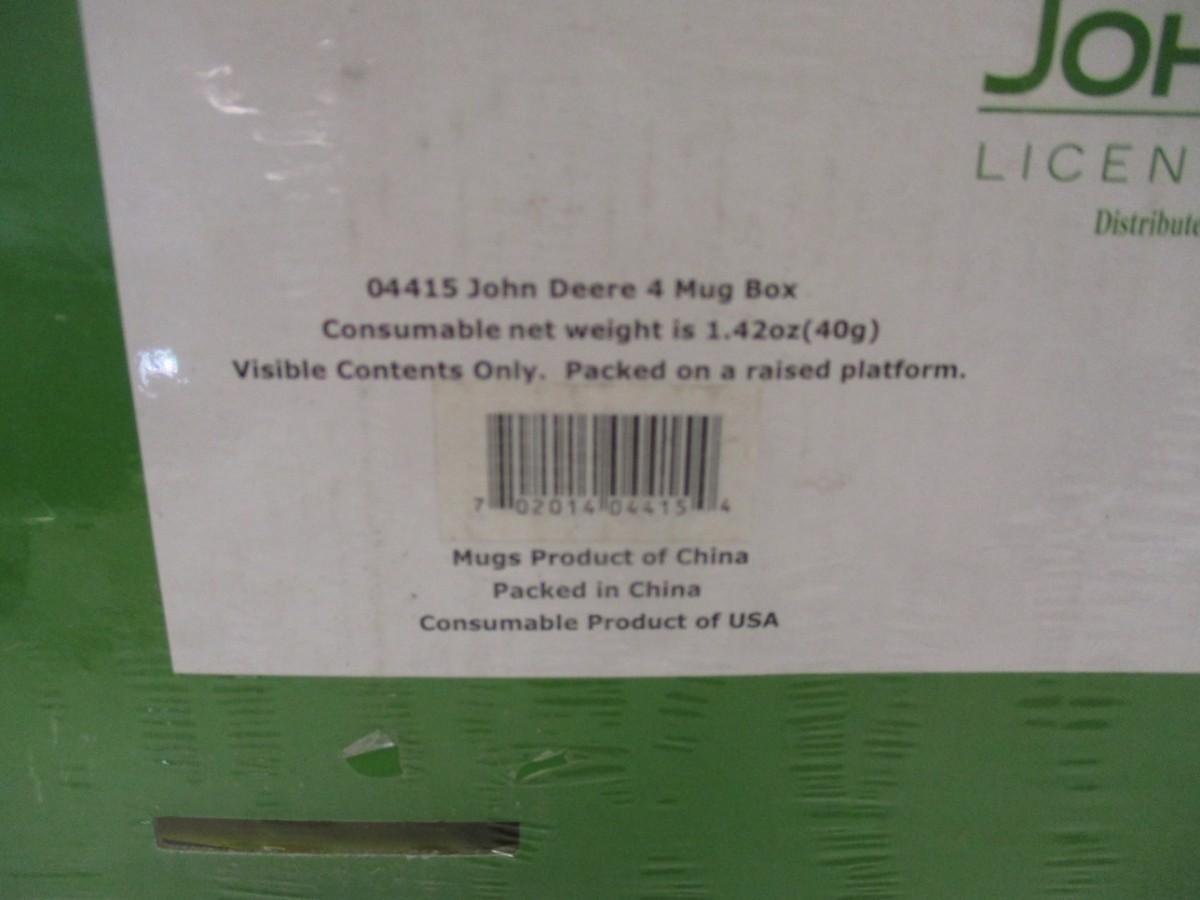 JOH
LICEN
Distribute
04415 John Deere 4 Mug Box
Consumable net weight is 1.42oz(40g)
Visible Contents Only. Packed on a raised platform.
7 02014 04415 4
Mugs Product of China
Packed in China
Consumable Product of USA